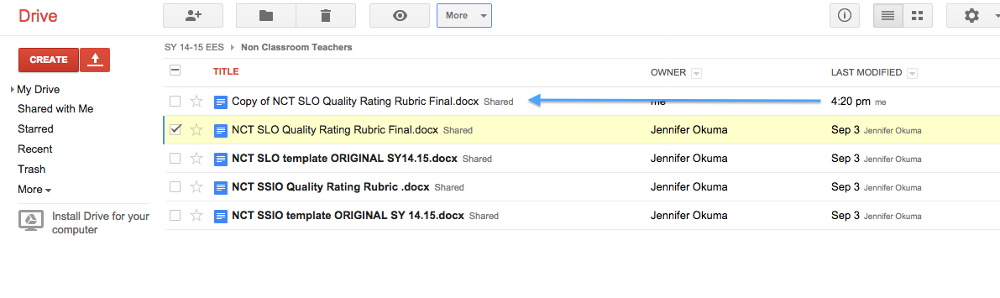 Drive
More
SY 14-15 EES Non Classroom Teachers
CREATE
TITLE OWNER LAST MODIFIED
My Drive
Shared with Me
Starred
Recent
Trash
More
Install Drive for your
computer
Copy of NCT SLO Quality Rating Rubric Final.docx Shared me 4:20 pm me
NCT SLO Quality Rating Rubric Final.docx Shared Jennifer Okuma Sep 3 Jennifer Okuma
NCT SLO template ORIGINAL SY14.15.docx Shared Jennifer Okuma Sep 3 Jennifer Okuma
NCT SSIO Quality Rating Rubric .docx Shared Jennifer Okuma Sep 3 Jennifer Okuma
NCT SSIO template ORIGINAL SY 14.15.docx Shared Jennifer Okuma Sep 3 Jennifer Okuma